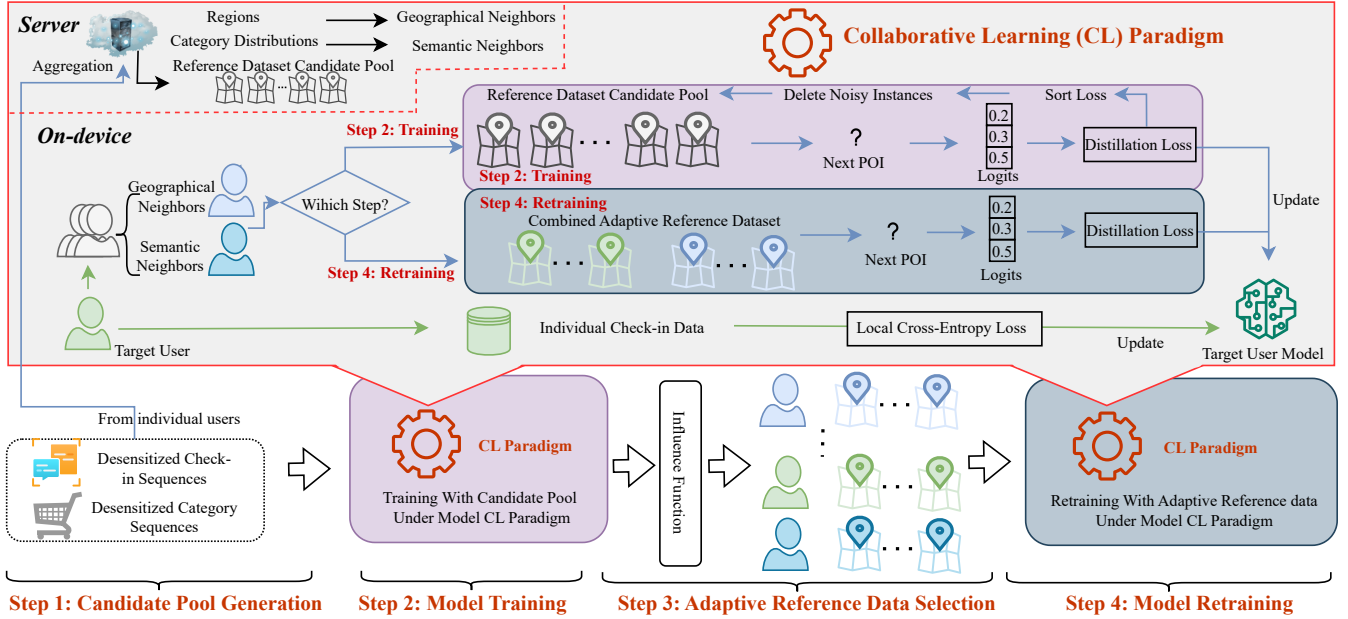 Server
Regions
Geographical Neighbors
Category Distributions
Semantic Neighbors
Aggregation
Reference Dataset Candidate Pool
...
Collaborative Learning (CL) Paradigm
On-device
Step 2: Training
Reference Dataset Candidate Pool
Delete Noisy Instances
Sort Loss
...
?
Next POI
0.2
0.3
0.5
Logits
Distillation Loss
Step 2: Training
Geographical
Neighbors
Semantic
Neighbors
Wihich Step?
Step 4: Retraining
Step 4: Retraining
Combined Adaptive Reference Dataset
...
...
?
Next POI
0.2
0.3
0.5
Logits
Distillation Loss
Update
Target User
Individual Check-in Data
Local Cross-Entropy Loss
Update
Target User Model
From individual users
Desensitized Check-
in Sequences
Desensitized Category
Sequences
CL Paradigm
Training With Candidate Pool
Under Model CL Paradigm
Influence Function
...
...
...
...
CL Paradigm
Retraining With Adaptive Reference data
Under Model CL Paradigm
Step 1: Candidate Pool Generation
Step 2: Model Training
Step 3: Adaptive Reference Data Selection
Step 4: Model Retraining